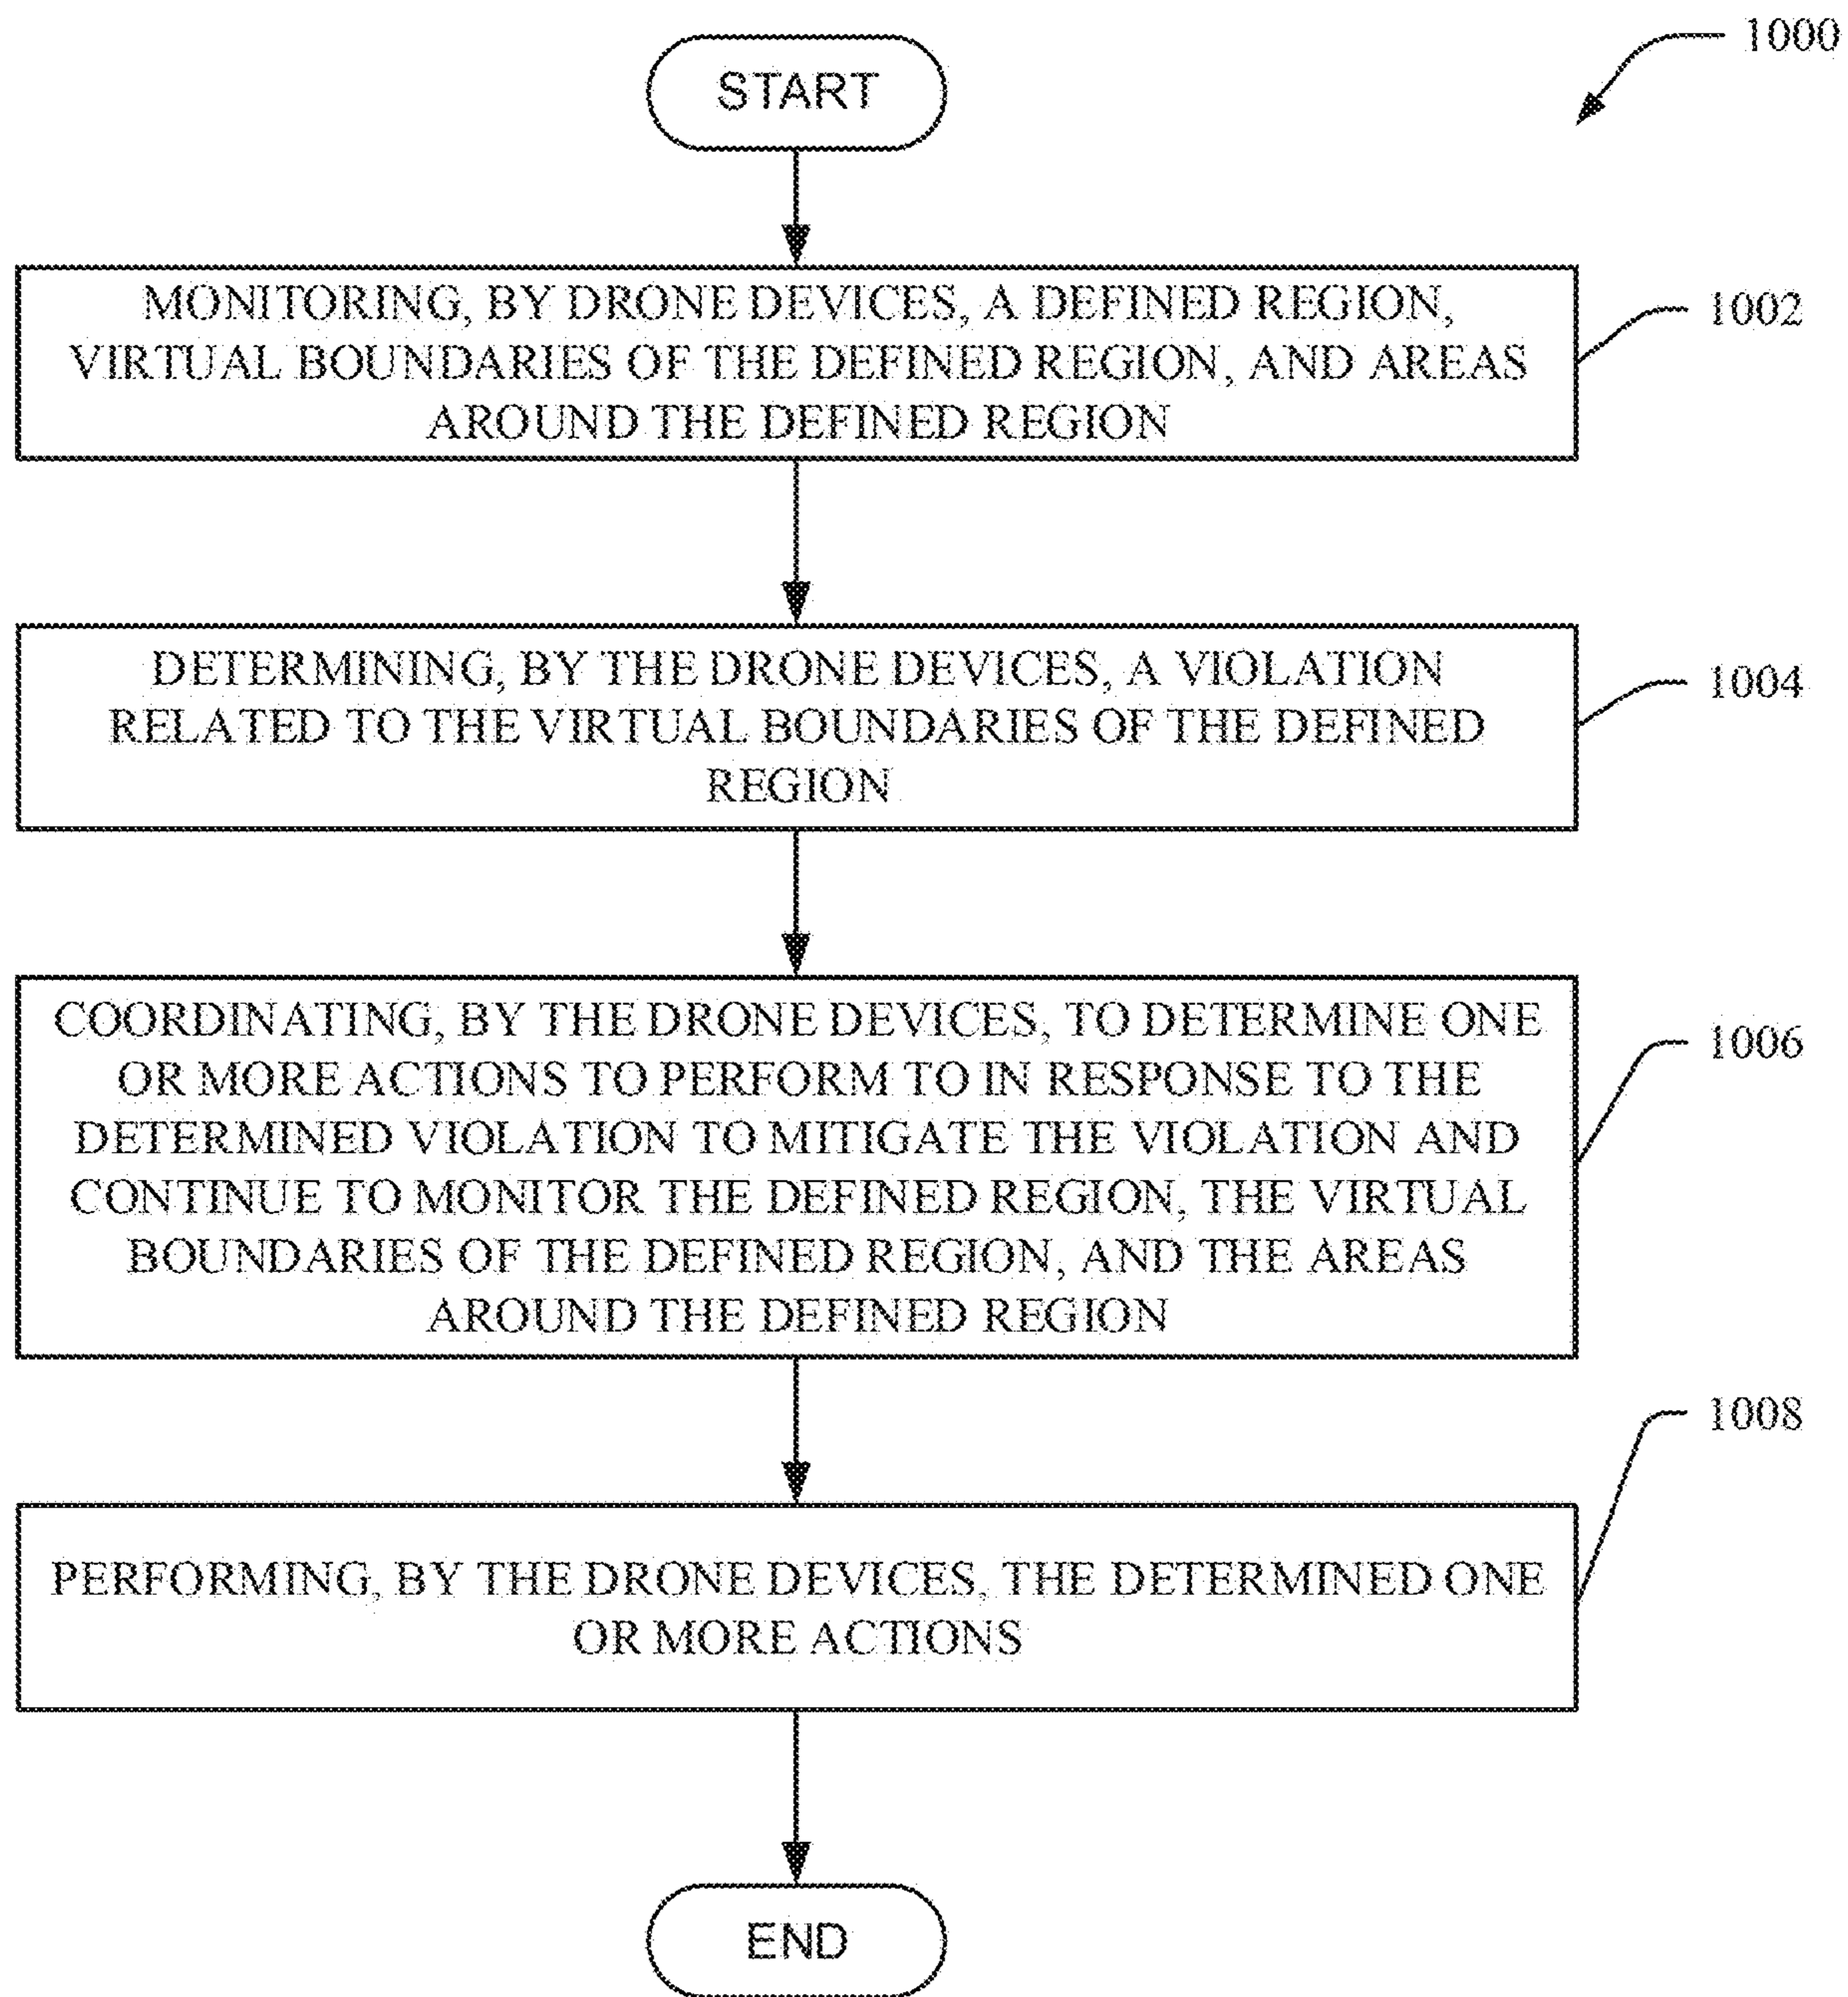 1000
START
MONITORING, BY DRONE DEVICES, A DEFINED REGION,
VIRTUAL BOUNDARIES OF THE DEFINED REGION, AND AREAS
AROUND THE DEFINED REGION
1002
DETERMINING, BY THE DRONE DEVICES, A VIOLATION
RELATED TO THE VIRTUAL BOUNDARIES OF THE DEFINED
REGION
1004
COORDINATING, BY THE DRONE DEVICES, TO DETERMINE ONE
OR MORE ACTIONS TO PERFORM TO IN RESPONSE TO THE
DETERMINED VIOLATION TO MITIGATE THE VIOLATION AND
CONTINUE TO MONITOR THE DEFINED REGION, THE VIRTUAL
BOUNDARIES OF THE DEFINED REGION, AND THE AREAS
AROUND THE DEFINED REGION
1006
PERFORMING, BY THE DRONE DEVICES, THE DETERMINED ONE
OR MORE ACTIONS
1008
END